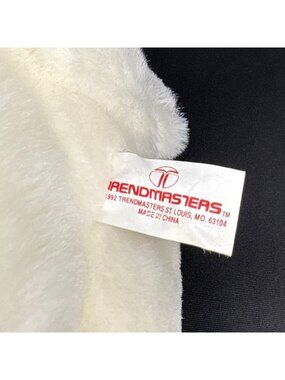 TRENDMASTERS™
1992 TRENDMASTERS ST. LOUIS, MO. 63104
MADE IN CHINA